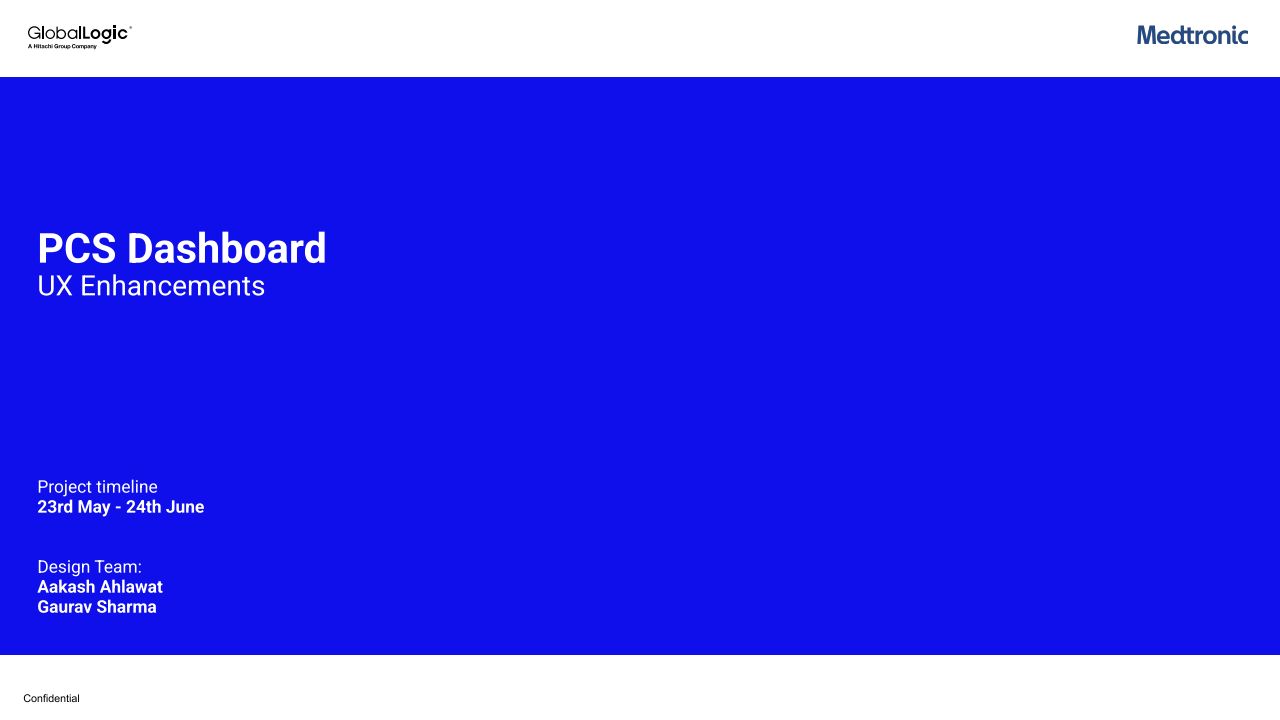 GlobalLogic
A Hitachi Group Company
Medtronic
PCS Dashboard
UX Enhancements
Project timeline
23rd May - 24th June
Design Team:
Aakash Ahlawat
Gaurav Sharma
Confidential